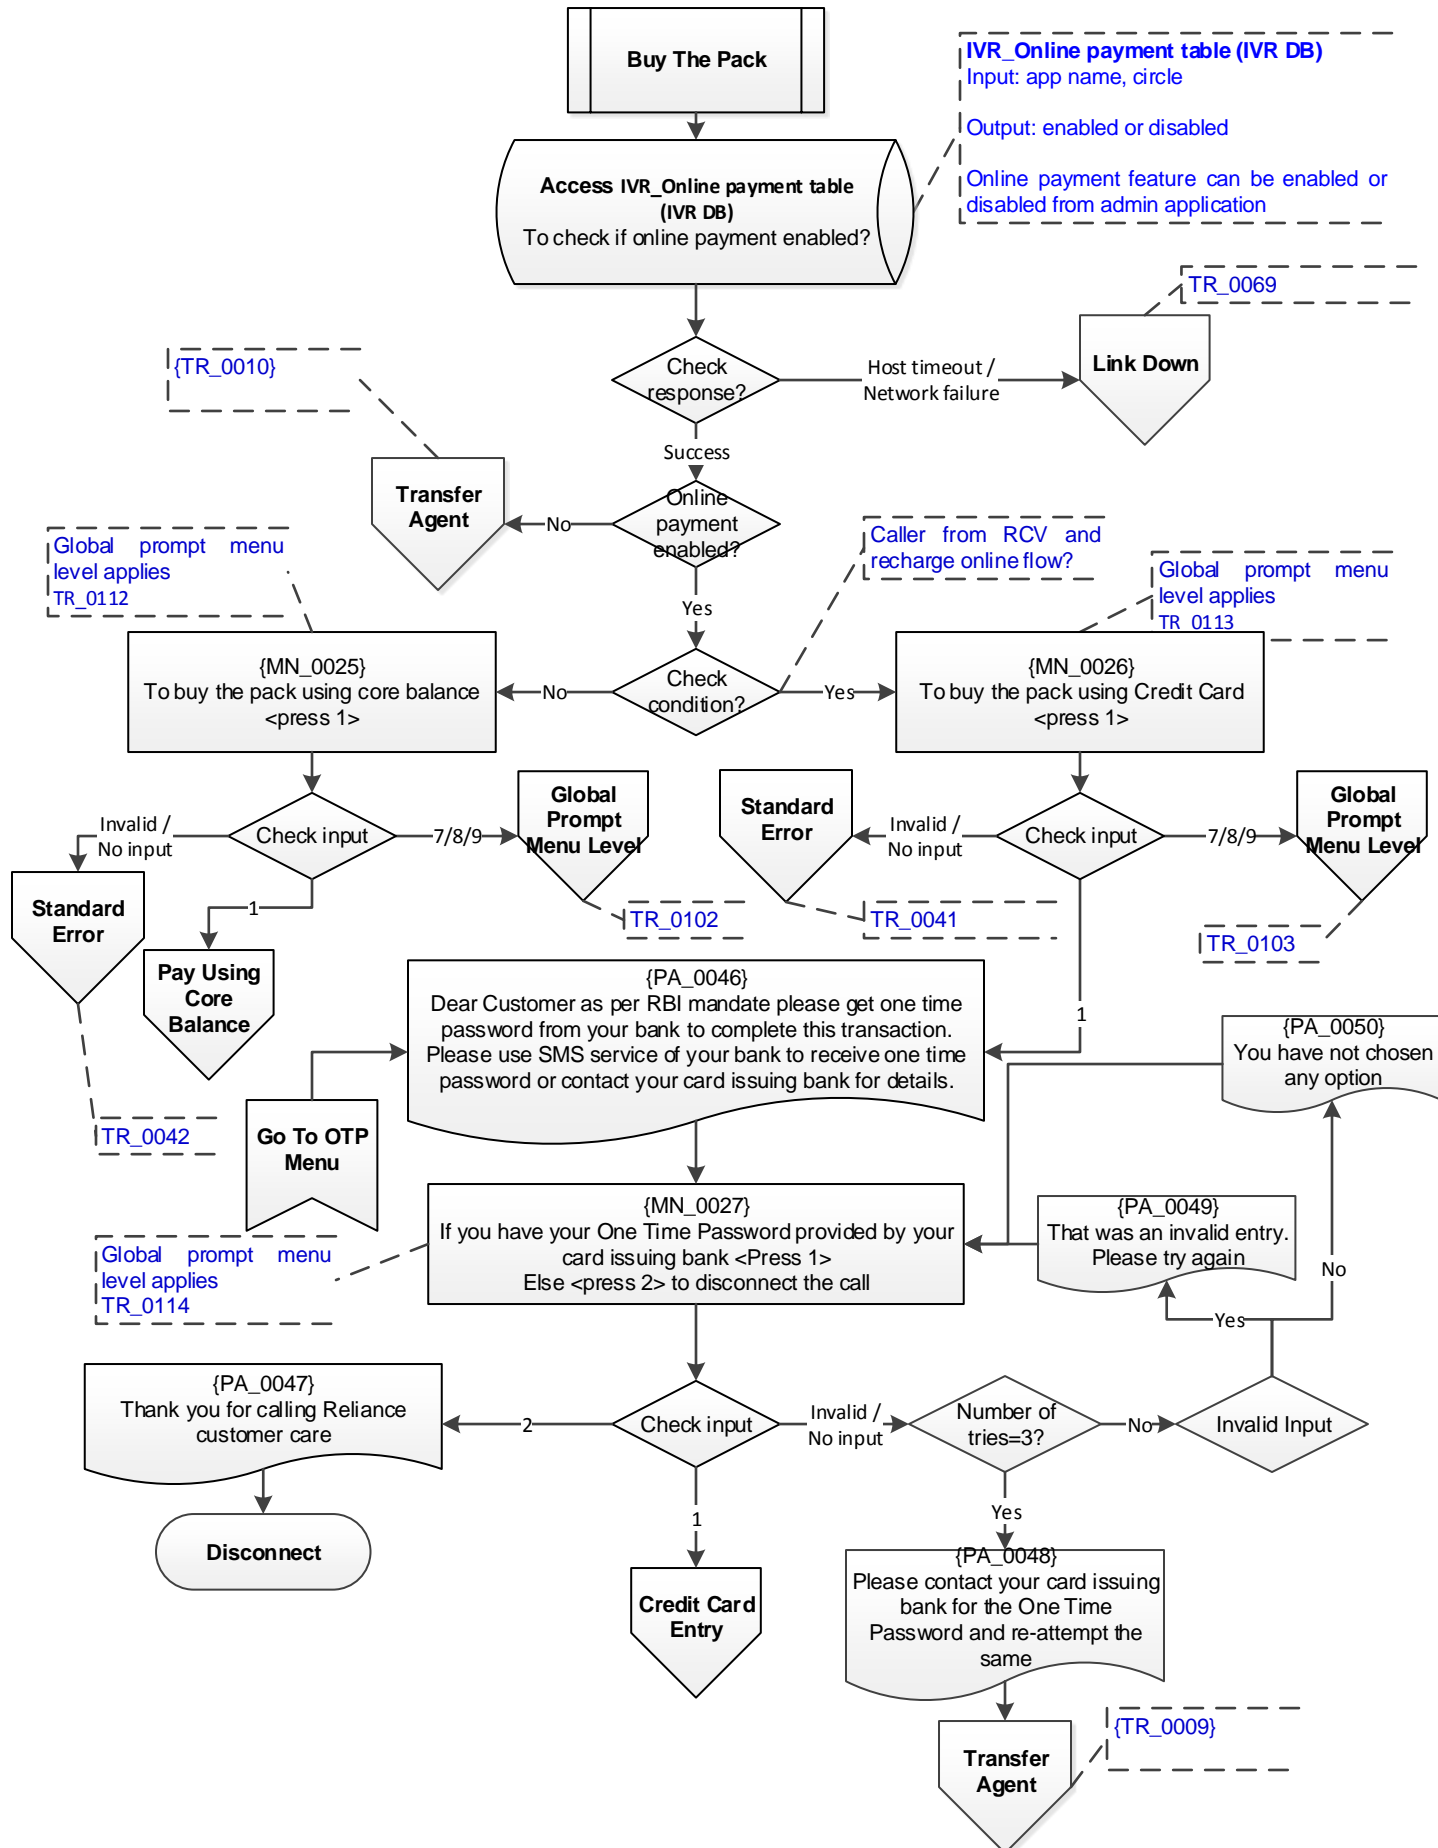 Buy The Pack
IVR_Online payment table (IVR DB)
Input: app name, circle
Output: enabled or disabled
Online payment feature can be enabled or
disabled from admin application
Access IVR_Online payment table
(IVR DB)
To check if online payment enabled?
TR_0069
Link Down
Check
response?
Host timeout /
Network failure
{TR_0010}
Success
Transfer
Agent
No
Online
payment
enabled?
Caller from RCV and
recharge online flow?
Global prompt menu
level applies
TR_0112
Global prompt menu
level applies
TR_0113
Yes
{MN_0025}
To buy the pack using core balance
<press 1>
No
Check
condition?
Yes
{MN_0026}
To buy the pack using Credit Card
<press 1>
Invalid /
No input
Check input
7/8/9
Global
Prompt
Menu Level
Standard
Error
Invalid /
No input
Check input
7/8/9
Global
Prompt
Menu Level
Standard
Error
1
Pay Using
Core
Balance
TR_0102
TR_0041
TR_0103
TR_0042
{PA_0046}
Dear Customer as per RBI mandate please get one time
password from your bank to complete this transaction.
Please use SMS service of your bank to receive one time
password or contact your card issuing bank for details.
1
{PA_0050}
You have not chosen
any option
Go To OTP
Menu
{MN_0027}
If you have your One Time Password provided by your
card issuing bank <Press 1>
Else <press 2> to disconnect the call
{PA_0049}
That was an invalid entry.
Please try again
No
Global prompt menu
level applies
TR_0114
Yes
{PA_0047}
Thank you for calling Reliance
customer care
2
Check input
Invalid /
No input
Number of
tries=3?
No
Invalid Input
Disconnect
1
Yes
Credit Card
Entry
{PA_0048}
Please contact your card issuing
bank for the One Time
Password and re-attempt the
same
{TR_0009}
Transfer
Agent